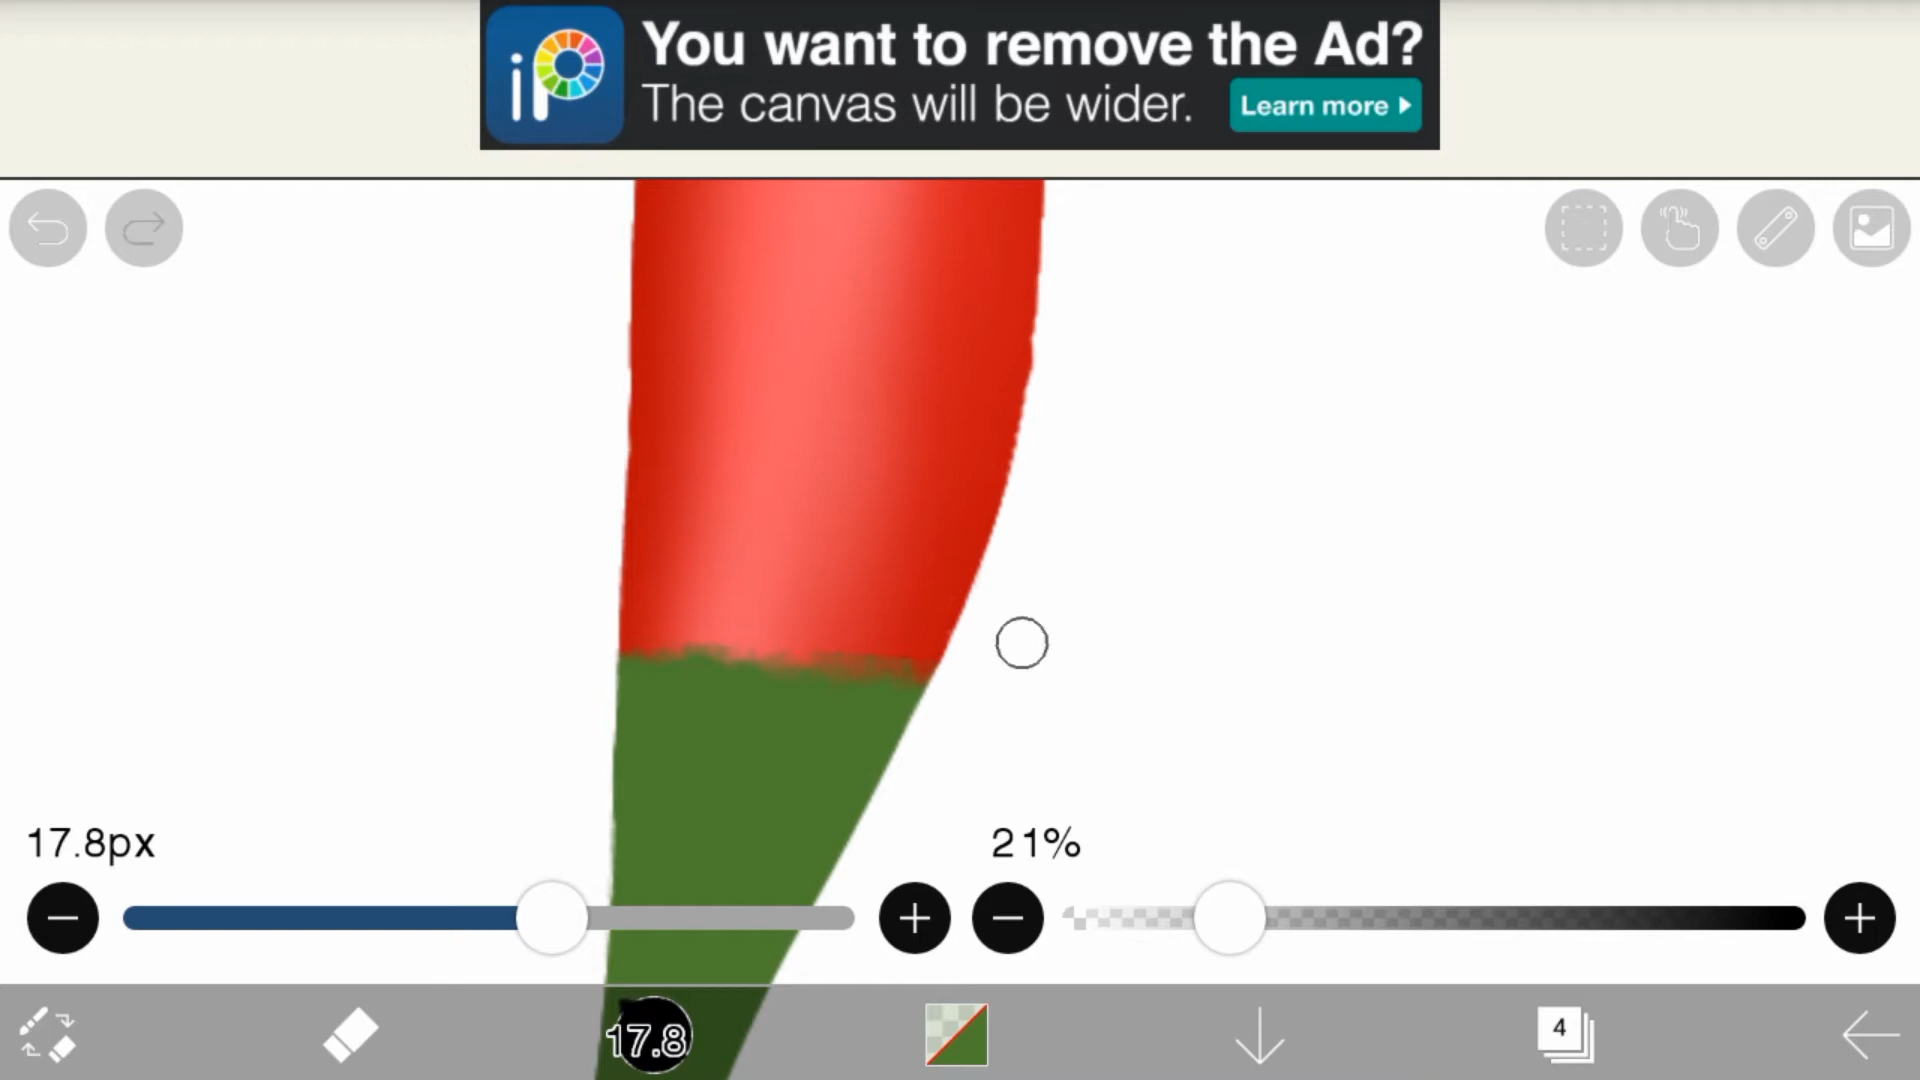 iP
You want to remove the Ad?
The canvas will be wider.
Learn more
17.8px
21%
17.8
4